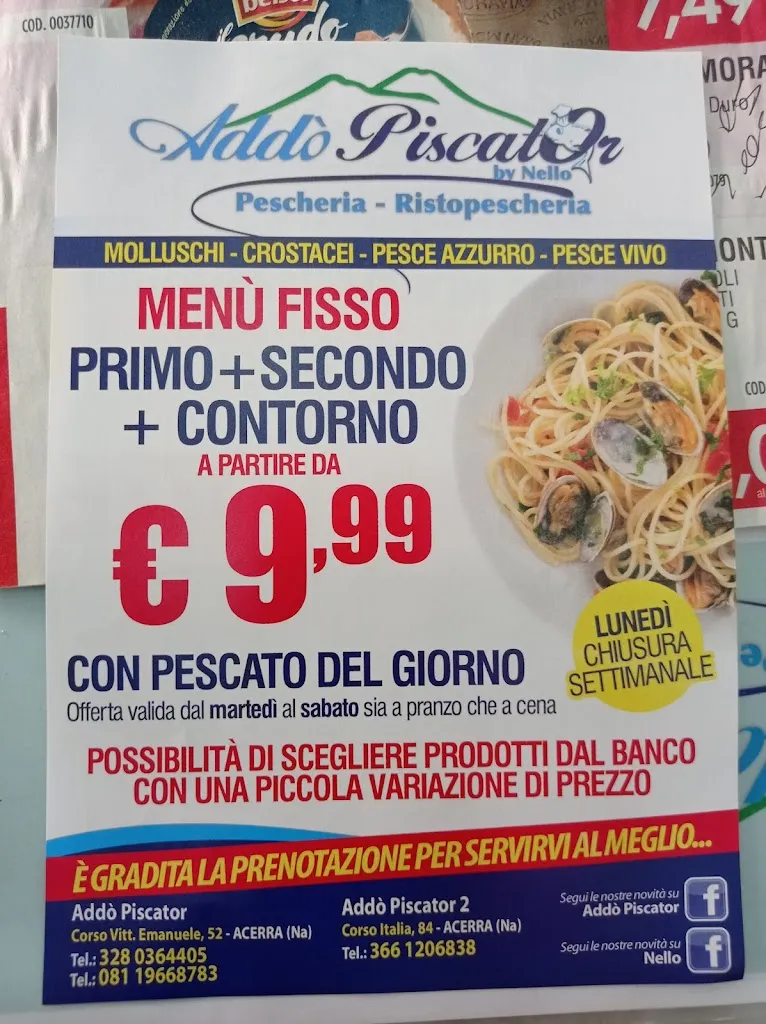 COD. 0037710
7,49
MORA
Duro
Addò Piscator
by Nello
Pescheria - Ristopescheria
MOLLUSCHI - CROSTACEI - PESCE AZZURRO - PESCE VIVO
MENÙ FISSO
PRIMO + SECONDO
+ CONTORNO
A PARTIRE DA
€ 9,99
COD
LUNEDÌ
CHIUSURA
SETTIMANALE
CON PESCATO DEL GIORNO
Offerta valida dal martedì al sabato sia a pranzo che a cena
POSSIBILITÀ DI SCEGLIERE PRODOTTI DAL BANCO
CON UNA PICCOLA VARIAZIONE DI PREZZO
È GRADITA LA PRENOTAZIONE PER SERVIRVI AL MEGLIO...
Addò Piscator
Corso Vitt. Emanuele, 52 - ACERRA (Na)
Tel.: 328 0364405
Tel.: 081 19668783
Addò Piscator 2
Corso Italia, 84 - ACERRA (Na)
Tel.: 366 1206838
Segui le nostre novità su
Addò Piscator
Segui le nostre novità su
Nello